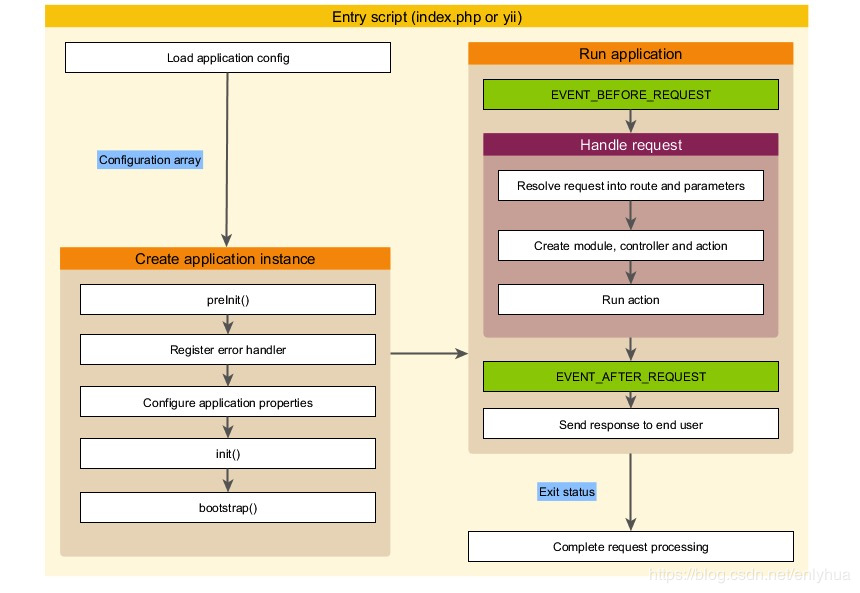 Entry script (index.php or yii)
Load application config
Configuration array
Create application instance
preInit()
Register error handler
Configure application properties
init()
bootstrap()
Run application
EVENT_BEFORE_REQUEST
Handle request
Resolve request into route and parameters
Create module, controller and action
Run action
EVENT_AFTER_REQUEST
Send response to end user
Exit status
Complete request processing
https://blog.csdn.net/enlyhua